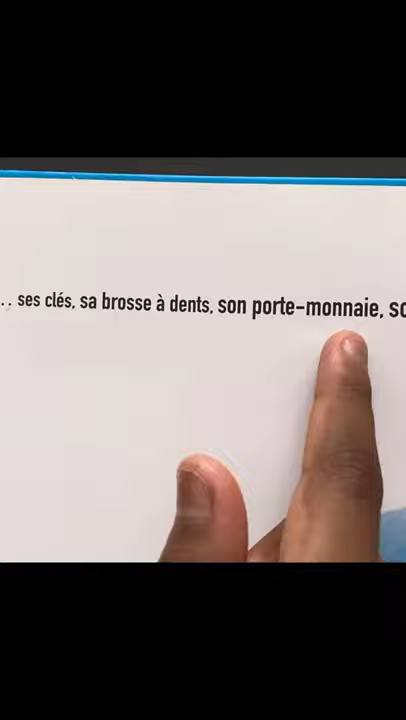 .. ses clés, sa brosse à dents, son porte-monnaie,